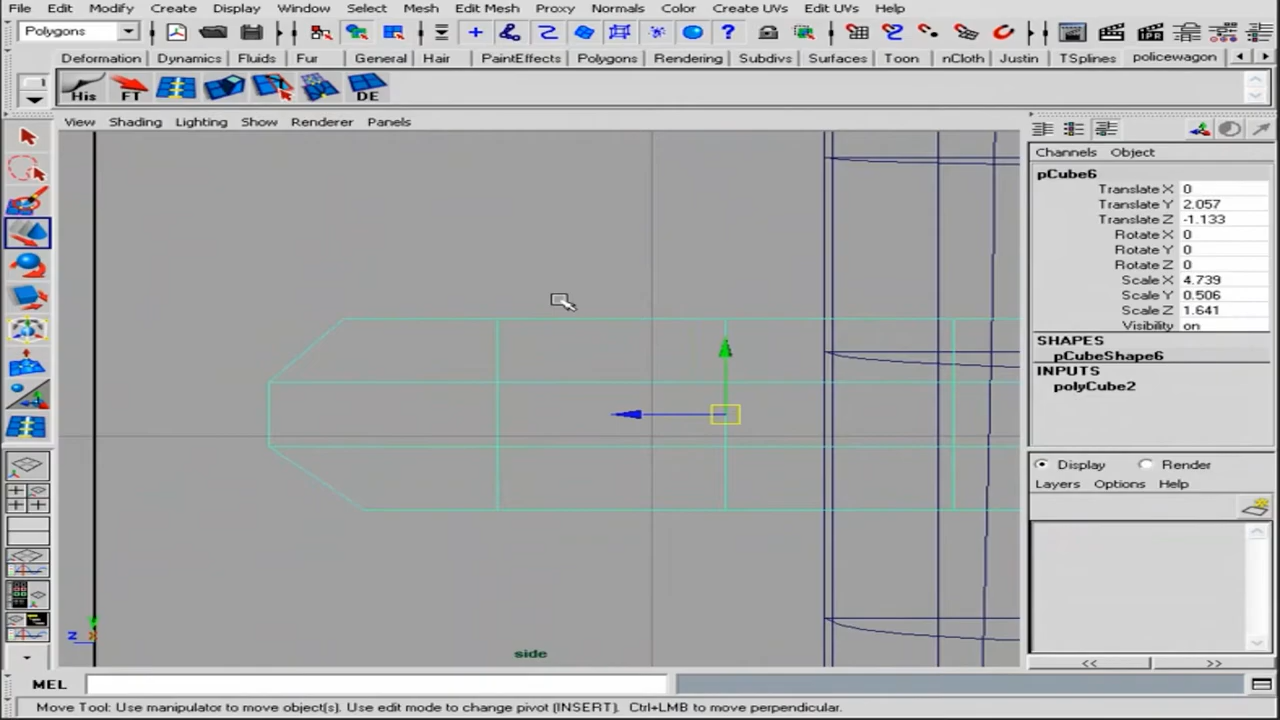 File Edit Modify Create Display Window Select Mesh Edit Mesh Proxy Normals Color Create UVs Edit UVs Help
Polygons
Deformation Dynamics Fluids Fur General Hair PaintEffects Polygons Rendering Subdivs Surfaces Toon nCloth Justin TSplines policewagon
His FT DE
View Shading Lighting Show Renderer Panels
Channels Object
pCube6
Translate X 0
Translate Y 2.057
Translate Z -1.133
Rotate X 0
Rotate Y 0
Rotate Z 0
Scale X 4.739
Scale Y 0.506
Scale Z 1.641
Visibility on
SHAPES
pCubeShape6
INPUTS
polyCube2
Display Render
Layers Options Help
y
z x
side
<< >>
MEL
Move Tool: Use manipulator to move object(s). Use edit mode to change pivot (INSERT). Ctrl+LMB to move perpendicular.